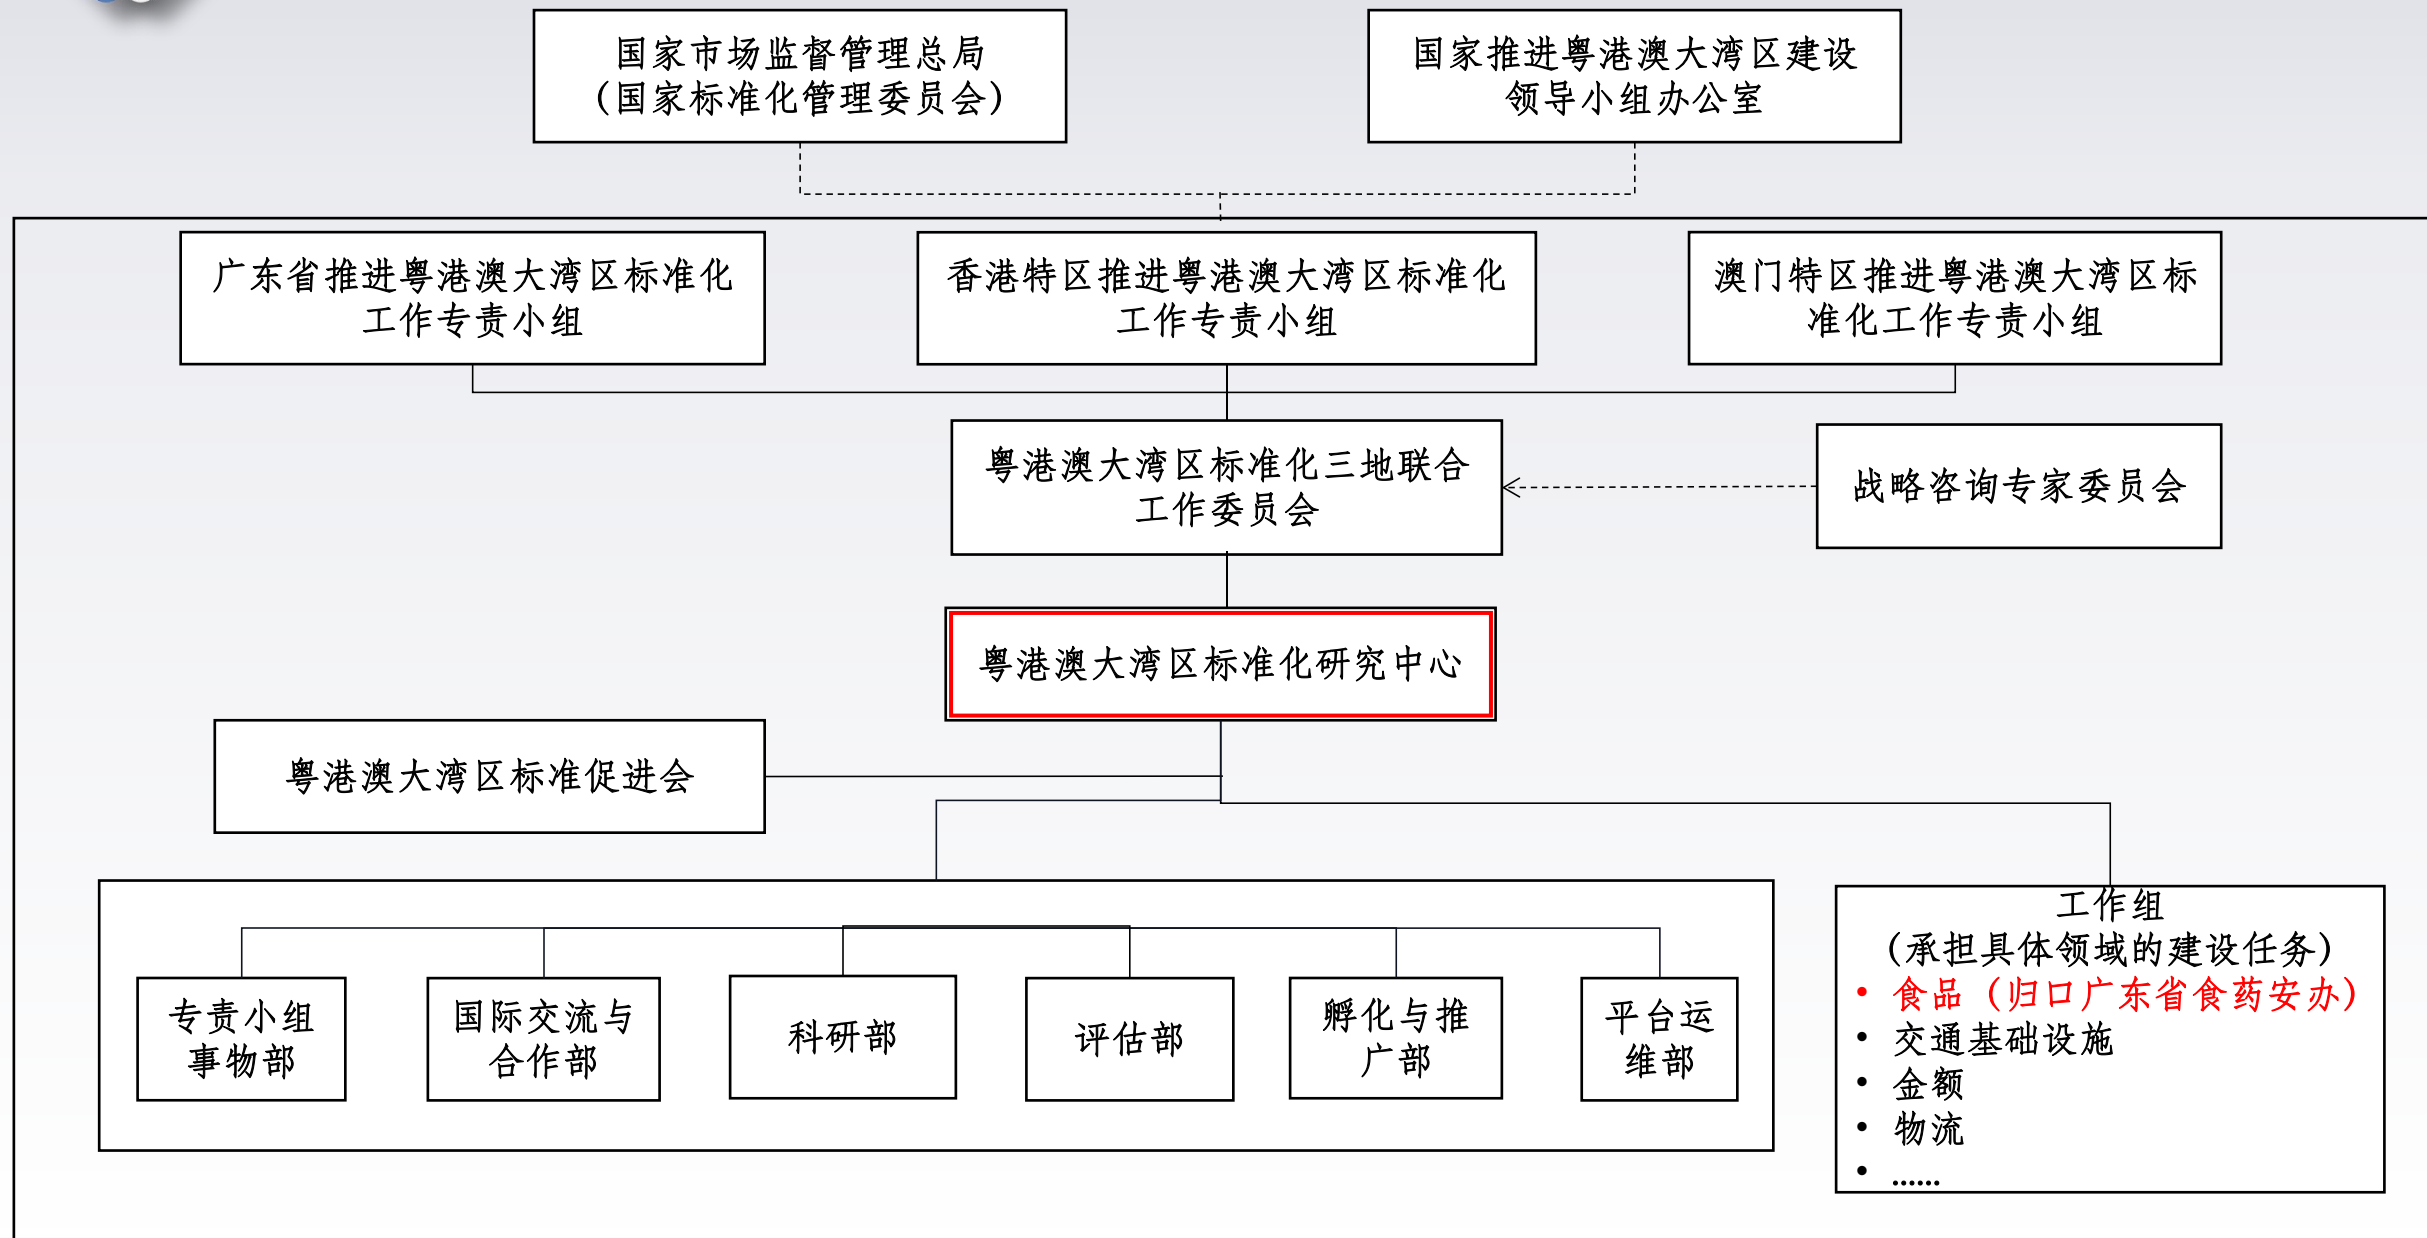 国家市场监督管理总局
（国家标准化管理委员会）
国家推进粤港澳大湾区建设
领导小组办公室
广东省推进粤港澳大湾区标准化
工作专责小组
香港特区推进粤港澳大湾区标准化
工作专责小组
澳门特区推进粤港澳大湾区标
准化工作专责小组
粤港澳大湾区标准化三地联合
工作委员会
战略咨询专家委员会
粤港澳大湾区标准化研究中心
粤港澳大湾区标准促进会
专责小组
事物部
国际交流与
合作部
科研部
评估部
孵化与推
广部
平台运
维部
工作组
（承担具体领域的建设任务）
• 食品（归口广东省食药安办）
• 交通基础设施
• 金额
• 物流
• ......